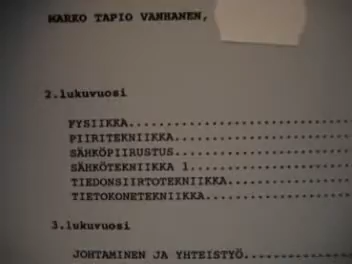 MARKO TAPIO VANHANEN,
2.lukuvuosi
FYSIIKKA................................
PIIRITEKNIIKKA..........................
SÄHKÖPIIRUSTUS..........................
SÄHKÖTEKNIIKKA 1........................
TIEDONSIIRTOTEKNIIKKA...................
TIETOKONETEKNIIKKA......................
3.lukuvuosi
JOHTAMINEN JA YHTEISTYÖ.................